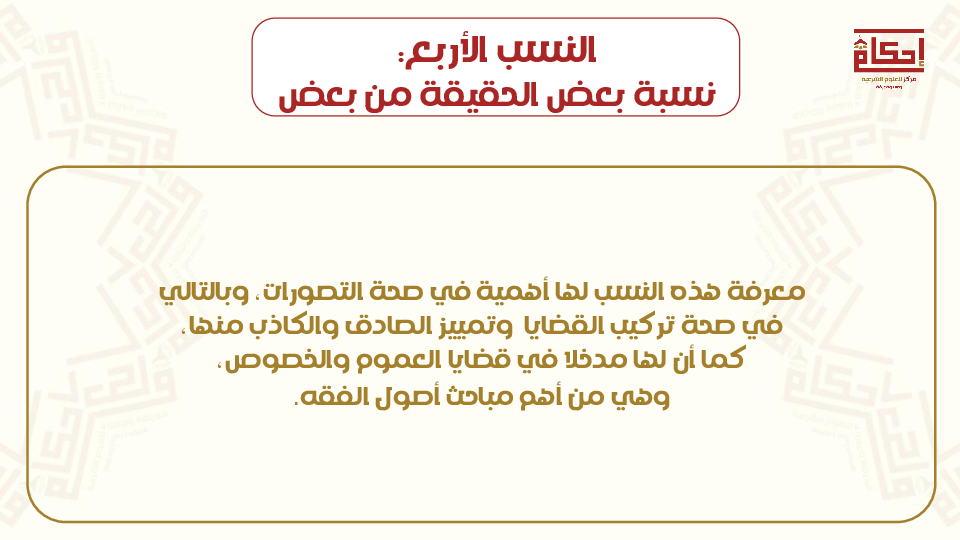 النسب الأربع:
نسبة بعض الحقيقة من بعض
إحكام
مركز للعلوم الشرعية
معرفة هذه النسب لها أهمية في صحة التصورات، وبالتالي
في صحة تركيب القضايا وتمييز الصادق والكاذب منها،
كما أن لها مدخلا في قضايا العموم والخصوص،
وهي من أهم مباحث أصول الفقه.